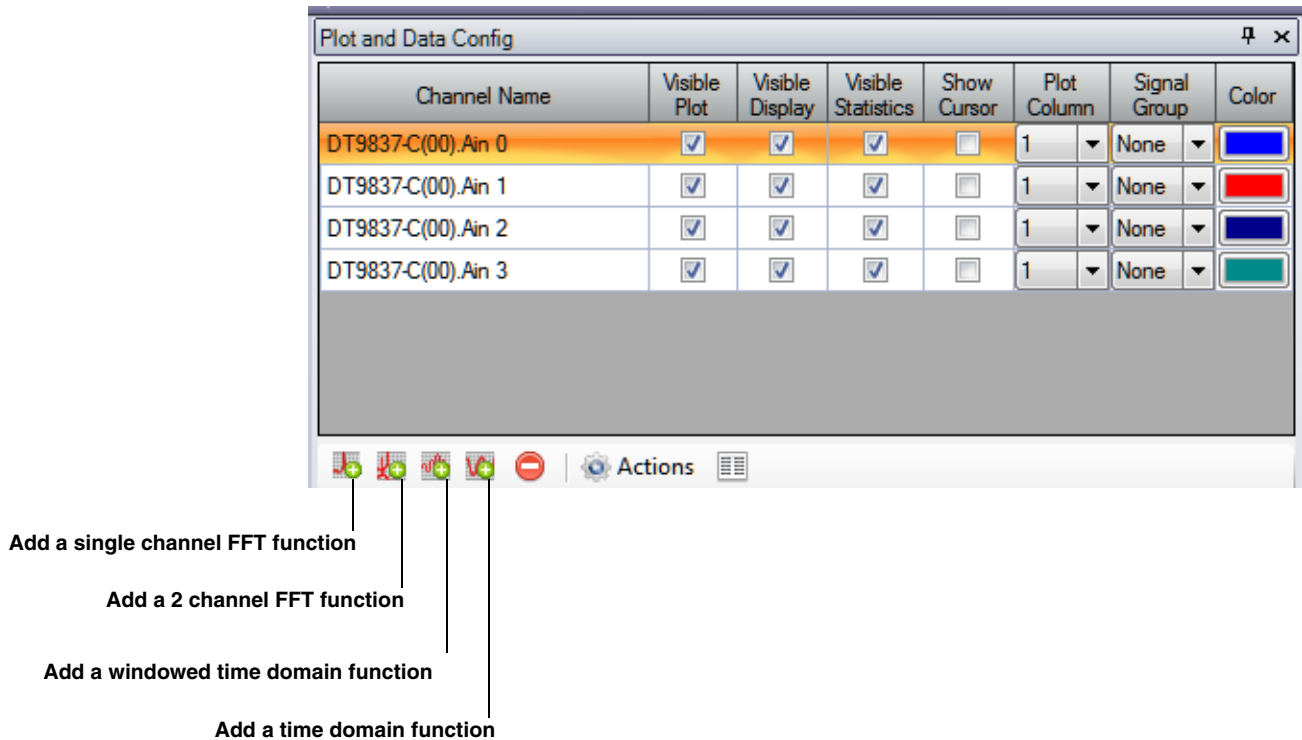 Plot and Data Config
Channel Name Visible Plot Visible Display Visible Statistics Show Cursor Plot Column Signal Group Color
DT9837-C(00).Ain 0 1 None
DT9837-C(00).Ain 1 1 None
DT9837-C(00).Ain 2 1 None
DT9837-C(00).Ain 3 1 None
Actions
Add a single channel FFT function
Add a 2 channel FFT function
Add a windowed time domain function
Add a time domain function